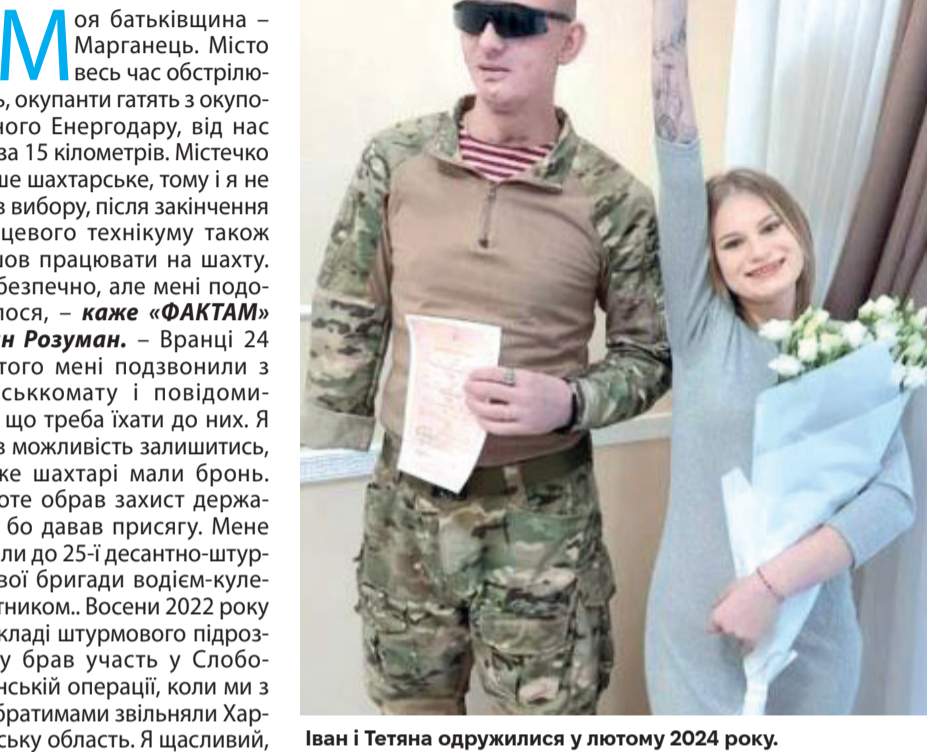 Моя батьківщина –
Марганець. Місто
весь час обстрілю-
ь, окупанти гатять з окупо-
ного Енергодару, від нас
за 15 кілометрів. Містечко
ше шахтарське, тому і я не
в вибору, після закінчення
цевого технікуму також
шов працювати на шахту.
безпечно, але мені подо-
лося, – каже «ФАКТАМ»
н Розуман. – Вранці 24
того мені подзвонили з
ськкомату і повідоми-
що треба їхати до них. Я
в можливість залишитись,
же шахтарі мали бронь.
оте обрав захист держа-
бо давав присягу. Мене
ли до 25-ї десантно-штур-
вої бригади водієм-куле-
тником.. Восени 2022 року
кладі штурмового підроз-
у брав участь у Слобо-
нській операції, коли ми з
братимами звільняли Хар-
ську область. Я щасливий,
Іван і Тетяна одружилися у лютому 2024 року.